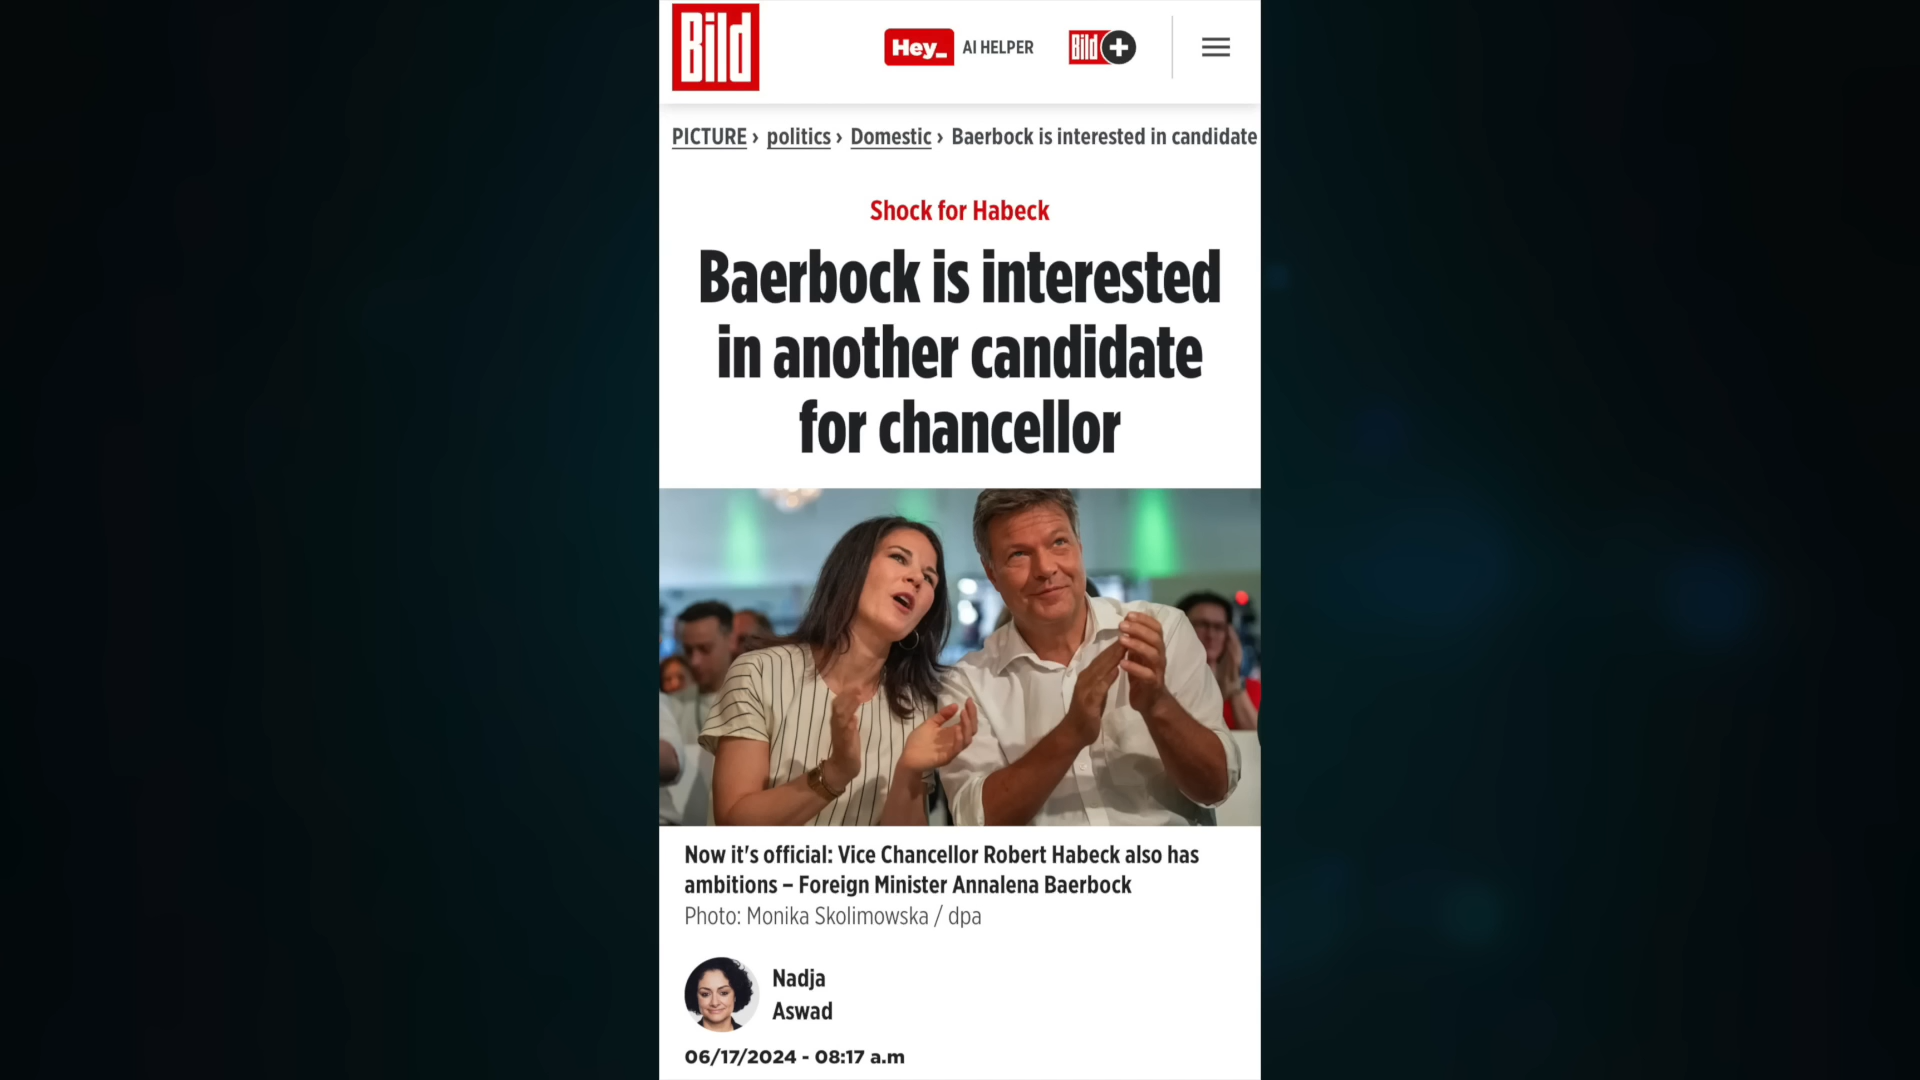 Bild
Hey_ AI HELPER
Bild+
PICTURE › politics › Domestic › Baerbock is interested in candidate
Shock for Habeck
Baerbock is interested
in another candidate
for chancellor
Now it's official: Vice Chancellor Robert Habeck also has
ambitions – Foreign Minister Annalena Baerbock
Photo: Monika Skolimowska / dpa
Nadja
Aswad
06/17/2024 - 08:17 a.m